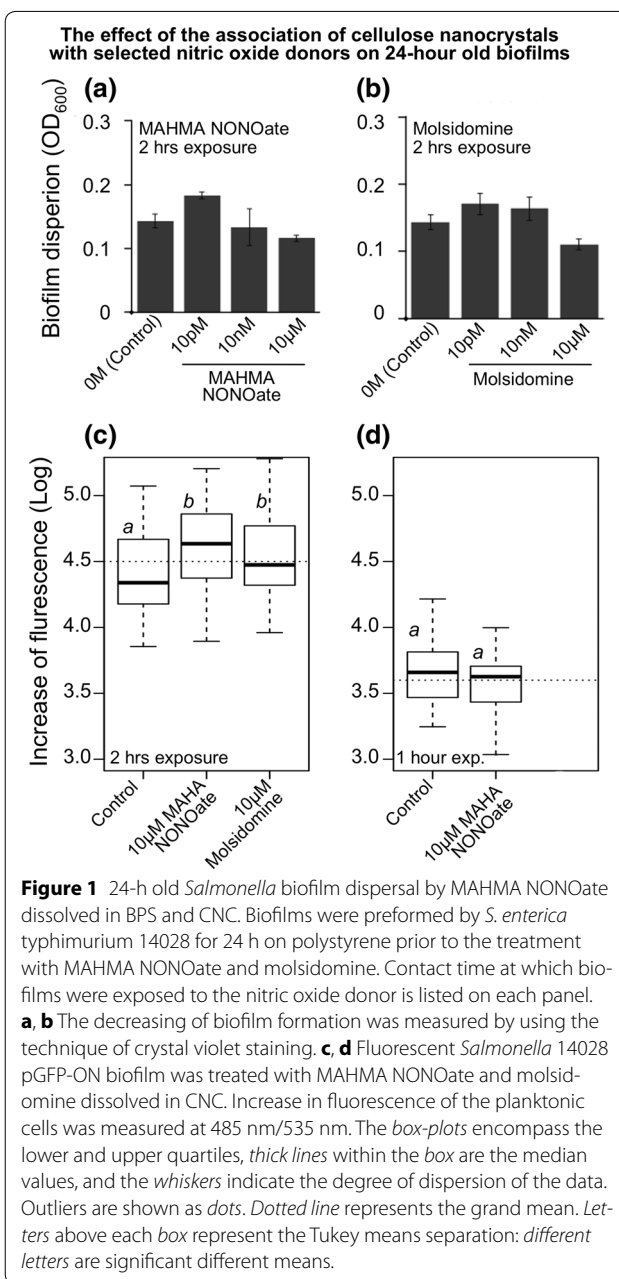 The effect of the association of cellulose nanocrystals
with selected nitric oxide donors on 24-hour old biofilms
(a)
(b)
Biofilm disperion (OD600)
0.3
0.2
0.1
0
MAHMA NONOate
2 hrs exposure
0M (Control)
10pM
10nM
10µM
MAHMA
NONOate
0.3
0.2
0.1
0
Molsidomine
2 hrs exposure
0M (Control)
10pM
10nM
10µM
Molsidomine
(c)
(d)
Increase of flurescence (Log)
5.0
4.5
4.0
3.5
3.0
a
b
b
2 hrs exposure
Control
10µM MAHA
NONOate
10µM
Molsidomine
5.0
4.5
4.0
3.5
3.0
a
a
1 hour exp.
Control
10µM MAHA
NONOate
Figure 1 24-h old Salmonella biofilm dispersal by MAHMA NONOate
dissolved in BPS and CNC. Biofilms were preformed by S. enterica
typhimurium 14028 for 24 h on polystyrene prior to the treatment
with MAHMA NONOate and molsidomine. Contact time at which bio-
films were exposed to the nitric oxide donor is listed on each panel.
a, b The decreasing of biofilm formation was measured by using the
technique of crystal violet staining. c, d Fluorescent Salmonella 14028
pGFP-ON biofilm was treated with MAHMA NONOate and molsid-
omine dissolved in CNC. Increase in fluorescence of the planktonic
cells was measured at 485 nm/535 nm. The box-plots encompass the
lower and upper quartiles, thick lines within the box are the median
values, and the whiskers indicate the degree of dispersion of the data.
Outliers are shown as dots. Dotted line represents the grand mean. Let-
ters above each box represent the Tukey means separation: different
letters are significant different means.